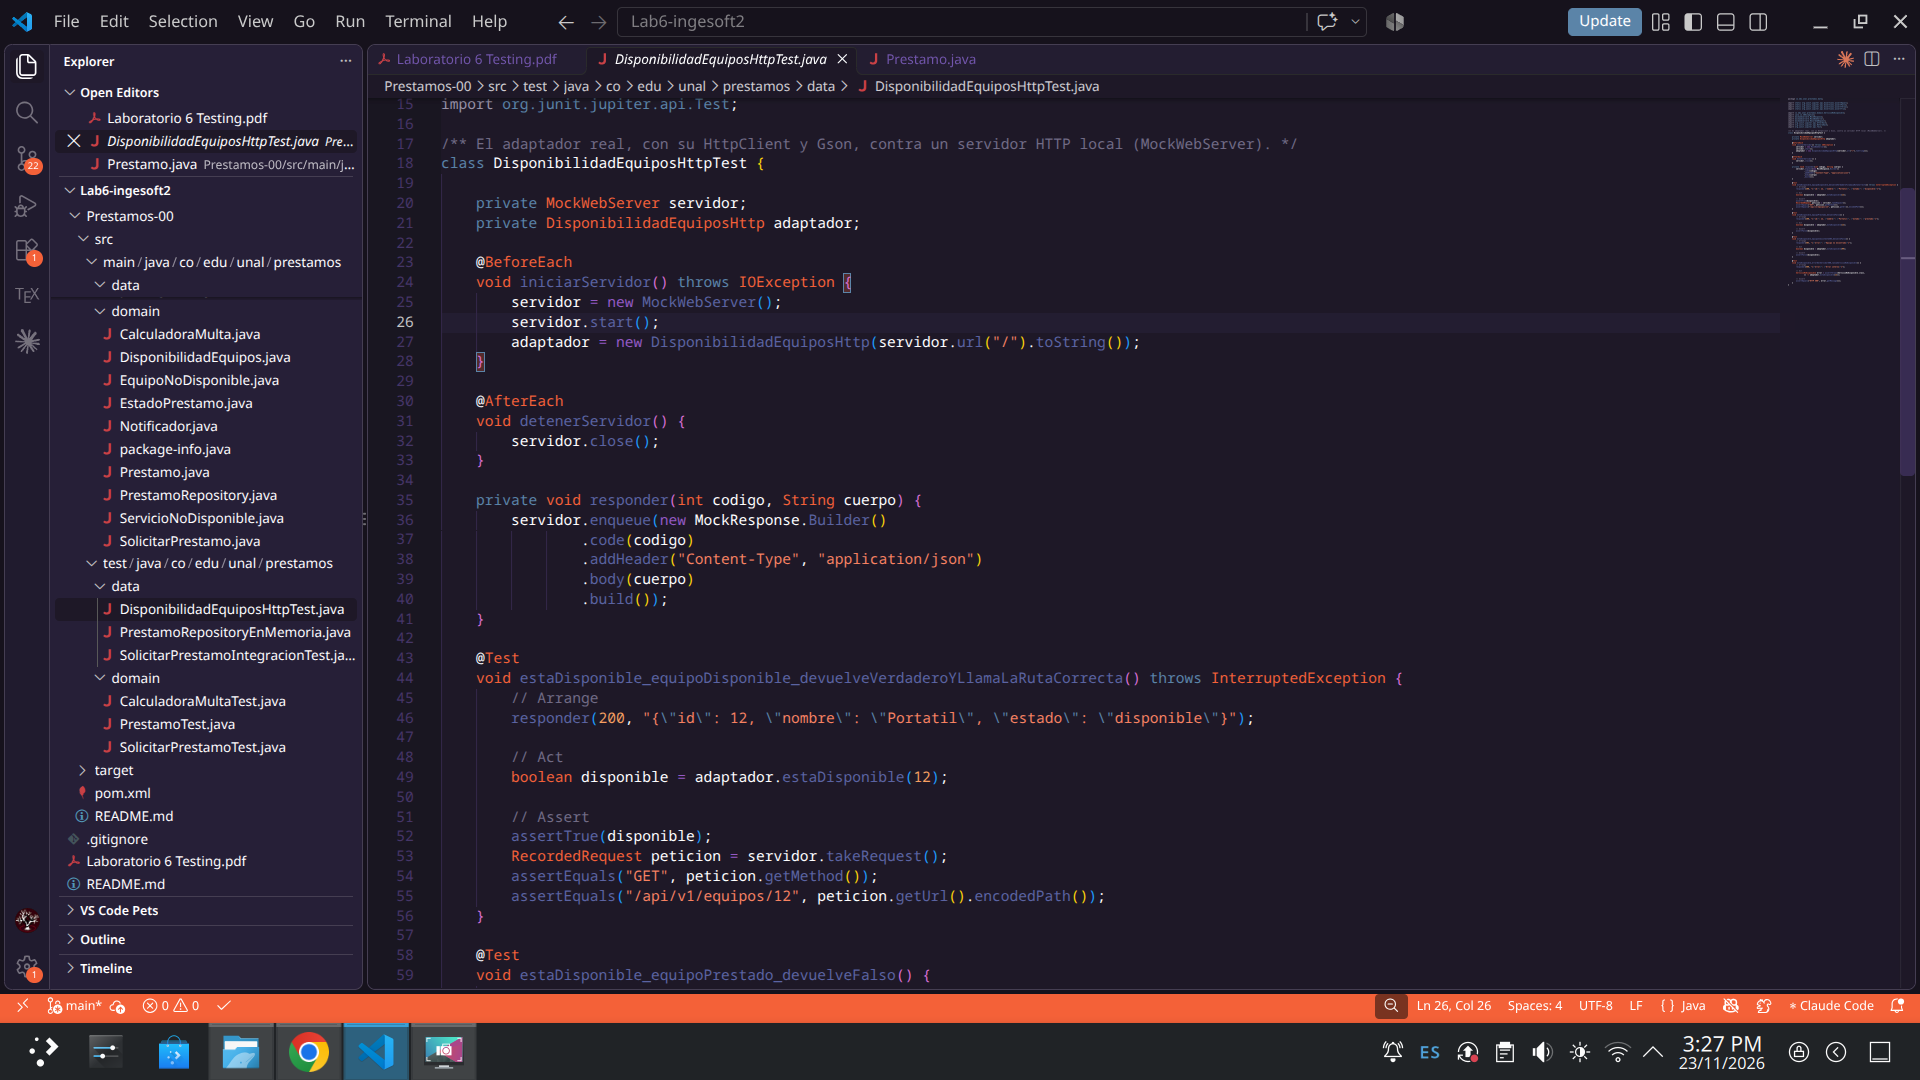 File Edit Selection View Go Run Terminal Help
Lab6-ingesoft2
Update
Explorer
Open Editors
Laboratorio 6 Testing.pdf
DisponibilidadEquiposHttpTest.java Pre...
Prestamo.java Prestamos-00/src/main/j...
Lab6-ingesoft2
Prestamos-00
src
main/java/co/edu/unal/prestamos
data
domain
CalculadoraMulta.java
DisponibilidadEquipos.java
EquipoNoDisponible.java
EstadoPrestamo.java
Notificador.java
package-info.java
Prestamo.java
PrestamoRepository.java
ServicioNoDisponible.java
SolicitarPrestamo.java
test/java/co/edu/unal/prestamos
data
DisponibilidadEquiposHttpTest.java
PrestamoRepositoryEnMemoria.java
SolicitarPrestamoIntegracionTest.ja...
domain
CalculadoraMultaTest.java
PrestamoTest.java
SolicitarPrestamoTest.java
target
pom.xml
README.md
.gitignore
Laboratorio 6 Testing.pdf
README.md
VS Code Pets
Outline
Timeline
22
1
TEX
1
Laboratorio 6 Testing.pdf DisponibilidadEquiposHttpTest.java Prestamo.java
Prestamos-00 > src > test > java > co > edu > unal > prestamos > data > DisponibilidadEquiposHttpTest.java
15 import org.junit.jupiter.api.Test;
16
17 /** El adaptador real, con su HttpClient y Gson, contra un servidor HTTP local (MockWebServer). */
18 class DisponibilidadEquiposHttpTest {
19
20 private MockWebServer servidor;
21 private DisponibilidadEquiposHttp adaptador;
22
23 @BeforeEach
24 void iniciarServidor() throws IOException {
25 servidor = new MockWebServer();
26 servidor.start();
27 adaptador = new DisponibilidadEquiposHttp(servidor.url("/").toString());
28 }
29
30 @AfterEach
31 void detenerServidor() {
32 servidor.close();
33 }
34
35 private void responder(int codigo, String cuerpo) {
36 servidor.enqueue(new MockResponse.Builder()
37 .code(codigo)
38 .addHeader("Content-Type", "application/json")
39 .body(cuerpo)
40 .build());
41 }
42
43 @Test
44 void estaDisponible_equipoDisponible_devuelveVerdaderoYLlamaLaRutaCorrecta() throws InterruptedException {
45 // Arrange
46 responder(200, "{\"id\": 12, \"nombre\": \"Portatil\", \"estado\": \"disponible\"}");
47
48 // Act
49 boolean disponible = adaptador.estaDisponible(12);
50
51 // Assert
52 assertTrue(disponible);
53 RecordedRequest peticion = servidor.takeRequest();
54 assertEquals("GET", peticion.getMethod());
55 assertEquals("/api/v1/equipos/12", peticion.getUrl().encodedPath());
56 }
57
58 @Test
59 void estaDisponible_equipoPrestado_devuelveFalso() {
main* 0 0 Ln 26, Col 26 Spaces: 4 UTF-8 LF { } Java Claude Code
ES 3:27 PM
23/11/2026